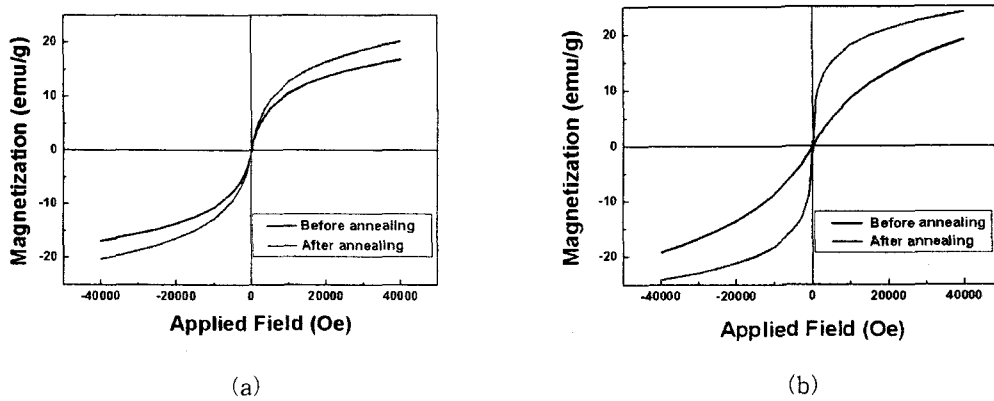 Magnetization (emu/g)
20
10
0
-10
-20
Before annealing
After annealing
-40000 -20000 0 20000 40000
Applied Field (Oe)
(a)
Magnetization (emu/g)
20
10
0
-10
-20
Before annealing
After annealing
-40000 -20000 0 20000 40000
Applied Field (Oe)
(b)